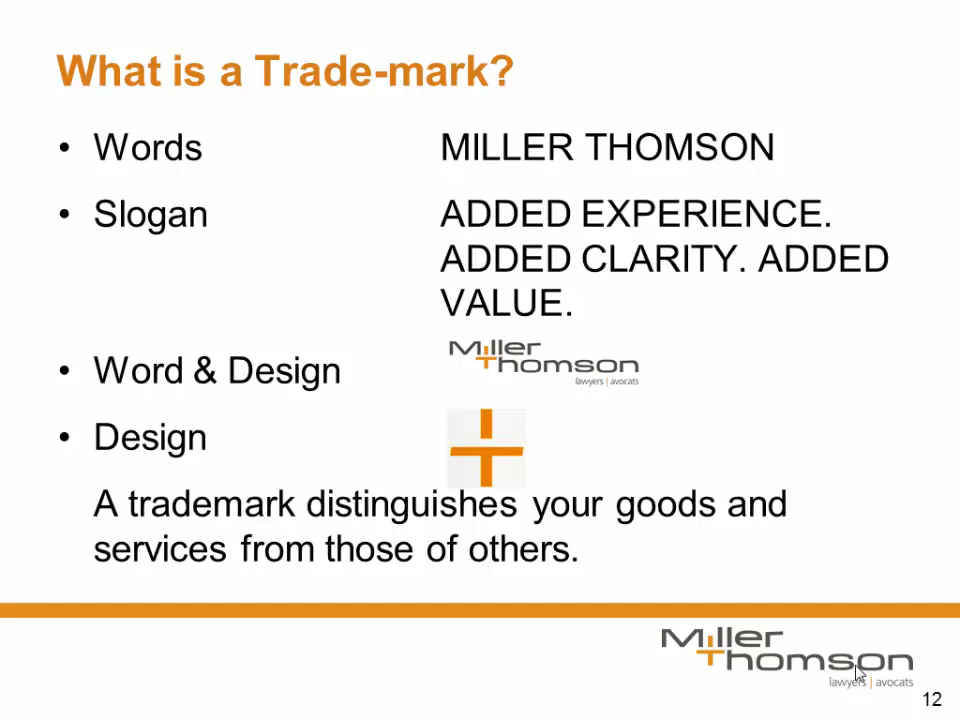 What is a Trade-mark?
• Words MILLER THOMSON
• Slogan ADDED EXPERIENCE.
ADDED CLARITY. ADDED
VALUE.
• Word & Design Miller
Thomson
lawyers | avocats
• Design
A trademark distinguishes your goods and
services from those of others.
Miller
Thomson
lawyers | avocats
12